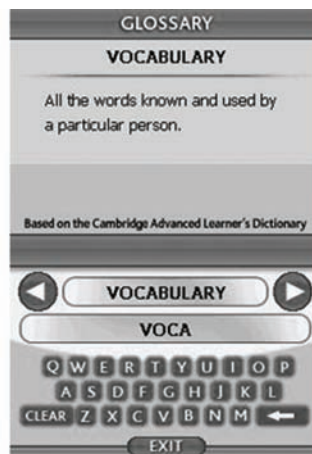 GLOSSARY
VOCABULARY
All the words known and used by
a particular person.
Based on the Cambridge Advanced Learner's Dictionary
VOCABULARY
VOCA
Q W E R T Y U I O P
A S D F G H J K L
CLEAR Z X C V B N M
EXIT